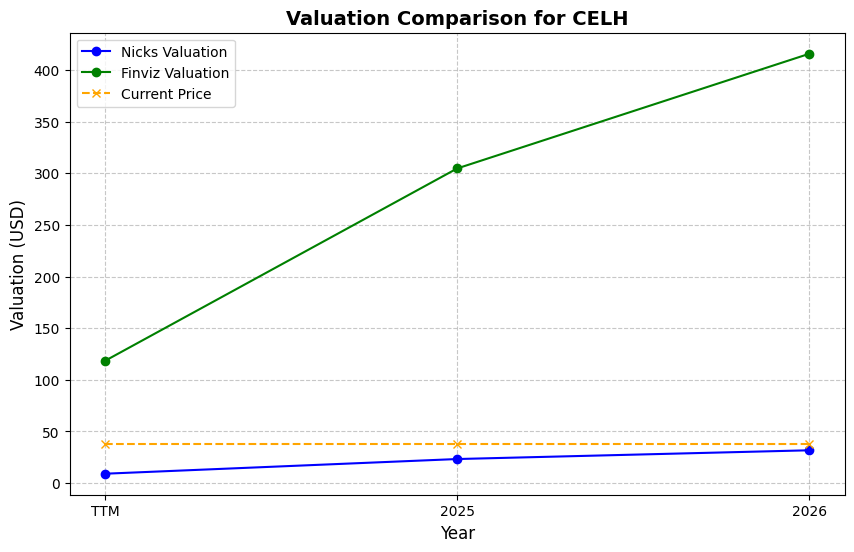 Valuation Comparison for CELH
Nicks Valuation
Finviz Valuation
Current Price
Valuation (USD)
400
350
300
250
200
150
100
50
0
TTM
2025
2026
Year